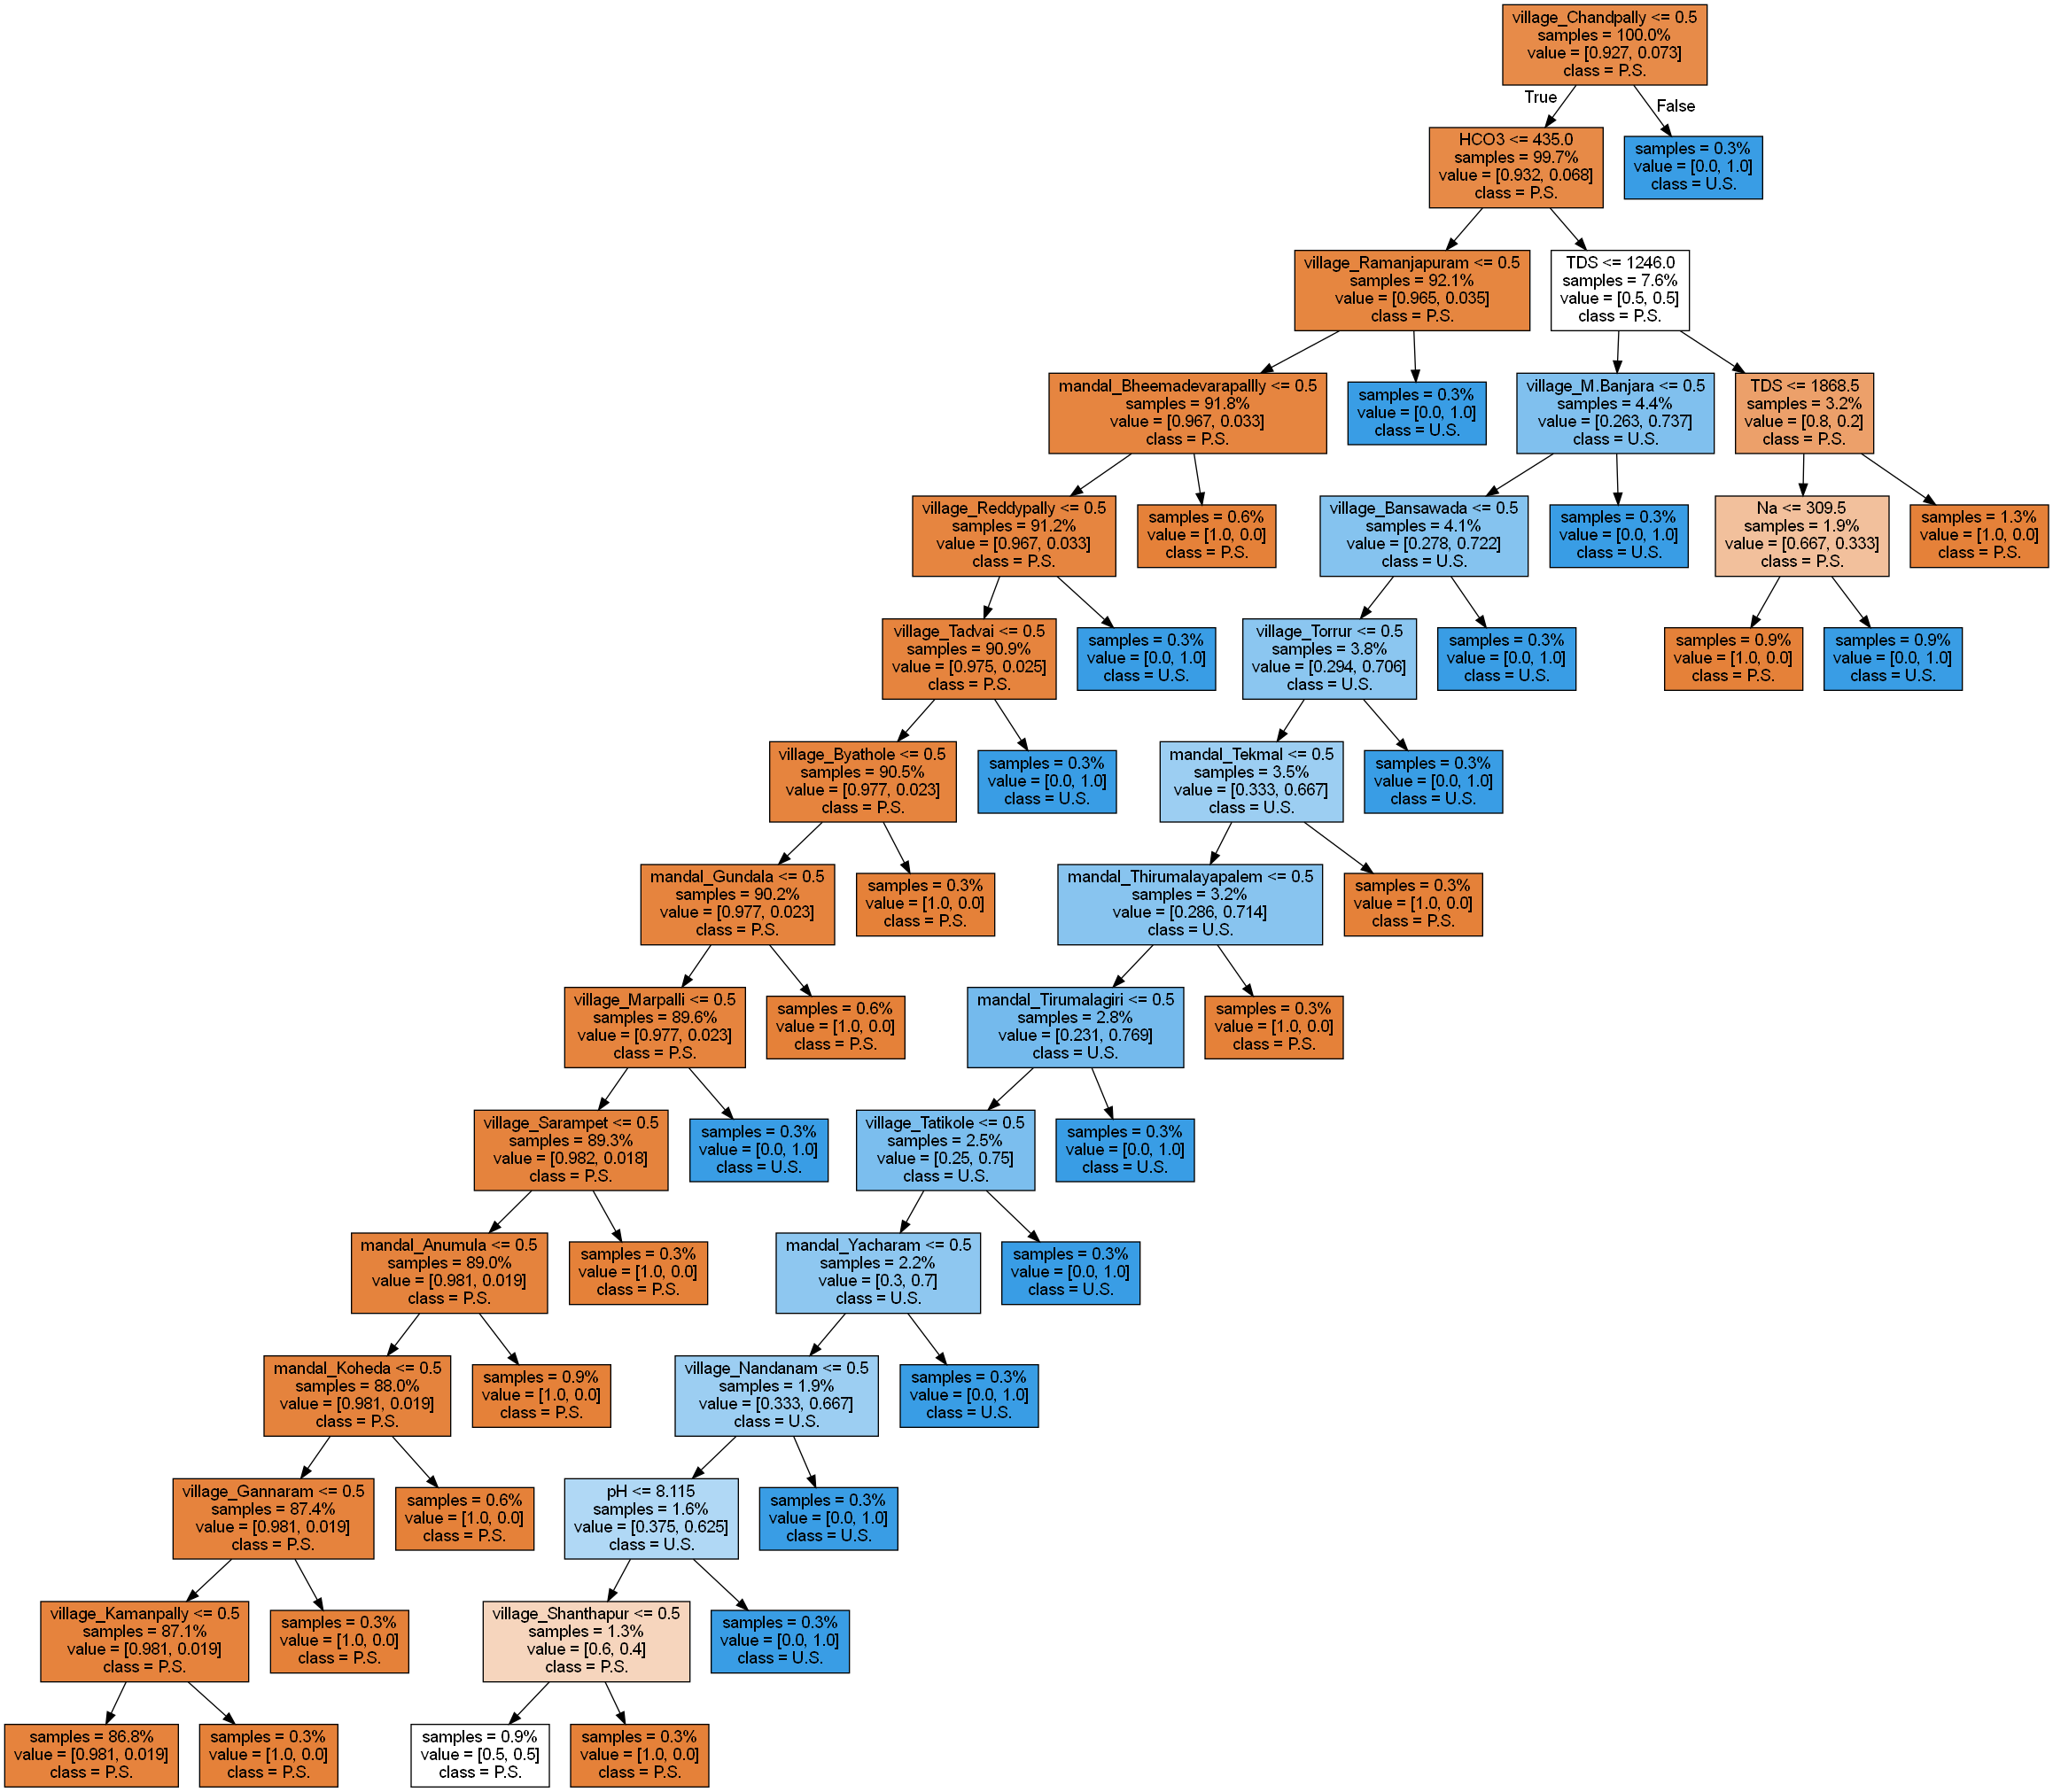 village_Chandpally <= 0.5
samples = 100.0%
value = [0.927, 0.073]
class = P.S.
True
False
HCO3 <= 435.0
samples = 99.7%
value = [0.932, 0.068]
class = P.S.
samples = 0.3%
value = [0.0, 1.0]
class = U.S.
village_Ramanjapuram <= 0.5
samples = 92.1%
value = [0.965, 0.035]
class = P.S.
TDS <= 1246.0
samples = 7.6%
value = [0.5, 0.5]
class = P.S.
mandal_Bheemadevarapallly <= 0.5
samples = 91.8%
value = [0.967, 0.033]
class = P.S.
samples = 0.3%
value = [0.0, 1.0]
class = U.S.
village_M.Banjara <= 0.5
samples = 4.4%
value = [0.263, 0.737]
class = U.S.
TDS <= 1868.5
samples = 3.2%
value = [0.8, 0.2]
class = P.S.
village_Reddypally <= 0.5
samples = 91.2%
value = [0.967, 0.033]
class = P.S.
samples = 0.6%
value = [1.0, 0.0]
class = P.S.
village_Bansawada <= 0.5
samples = 4.1%
value = [0.278, 0.722]
class = U.S.
samples = 0.3%
value = [0.0, 1.0]
class = U.S.
Na <= 309.5
samples = 1.9%
value = [0.667, 0.333]
class = P.S.
samples = 1.3%
value = [1.0, 0.0]
class = P.S.
village_Tadvai <= 0.5
samples = 90.9%
value = [0.975, 0.025]
class = P.S.
samples = 0.3%
value = [0.0, 1.0]
class = U.S.
village_Torrur <= 0.5
samples = 3.8%
value = [0.294, 0.706]
class = U.S.
samples = 0.3%
value = [0.0, 1.0]
class = U.S.
samples = 0.9%
value = [1.0, 0.0]
class = P.S.
samples = 0.9%
value = [0.0, 1.0]
class = U.S.
village_Byathole <= 0.5
samples = 90.5%
value = [0.977, 0.023]
class = P.S.
samples = 0.3%
value = [0.0, 1.0]
class = U.S.
mandal_Tekmal <= 0.5
samples = 3.5%
value = [0.333, 0.667]
class = U.S.
samples = 0.3%
value = [0.0, 1.0]
class = U.S.
mandal_Gundala <= 0.5
samples = 90.2%
value = [0.977, 0.023]
class = P.S.
samples = 0.3%
value = [1.0, 0.0]
class = P.S.
mandal_Thirumalayapalem <= 0.5
samples = 3.2%
value = [0.286, 0.714]
class = U.S.
samples = 0.3%
value = [1.0, 0.0]
class = P.S.
village_Marpalli <= 0.5
samples = 89.6%
value = [0.977, 0.023]
class = P.S.
samples = 0.6%
value = [1.0, 0.0]
class = P.S.
mandal_Tirumalagiri <= 0.5
samples = 2.8%
value = [0.231, 0.769]
class = U.S.
samples = 0.3%
value = [1.0, 0.0]
class = P.S.
village_Sarampet <= 0.5
samples = 89.3%
value = [0.982, 0.018]
class = P.S.
samples = 0.3%
value = [0.0, 1.0]
class = U.S.
village_Tatikole <= 0.5
samples = 2.5%
value = [0.25, 0.75]
class = U.S.
samples = 0.3%
value = [0.0, 1.0]
class = U.S.
mandal_Anumula <= 0.5
samples = 89.0%
value = [0.981, 0.019]
class = P.S.
samples = 0.3%
value = [1.0, 0.0]
class = P.S.
mandal_Yacharam <= 0.5
samples = 2.2%
value = [0.3, 0.7]
class = U.S.
samples = 0.3%
value = [0.0, 1.0]
class = U.S.
mandal_Koheda <= 0.5
samples = 88.0%
value = [0.981, 0.019]
class = P.S.
samples = 0.9%
value = [1.0, 0.0]
class = P.S.
village_Nandanam <= 0.5
samples = 1.9%
value = [0.333, 0.667]
class = U.S.
samples = 0.3%
value = [0.0, 1.0]
class = U.S.
village_Gannaram <= 0.5
samples = 87.4%
value = [0.981, 0.019]
class = P.S.
samples = 0.6%
value = [1.0, 0.0]
class = P.S.
pH <= 8.115
samples = 1.6%
value = [0.375, 0.625]
class = U.S.
samples = 0.3%
value = [0.0, 1.0]
class = U.S.
village_Kamanpally <= 0.5
samples = 87.1%
value = [0.981, 0.019]
class = P.S.
samples = 0.3%
value = [1.0, 0.0]
class = P.S.
village_Shanthapur <= 0.5
samples = 1.3%
value = [0.6, 0.4]
class = P.S.
samples = 0.3%
value = [0.0, 1.0]
class = U.S.
samples = 86.8%
value = [0.981, 0.019]
class = P.S.
samples = 0.3%
value = [1.0, 0.0]
class = P.S.
samples = 0.9%
value = [0.5, 0.5]
class = P.S.
samples = 0.3%
value = [1.0, 0.0]
class = P.S.